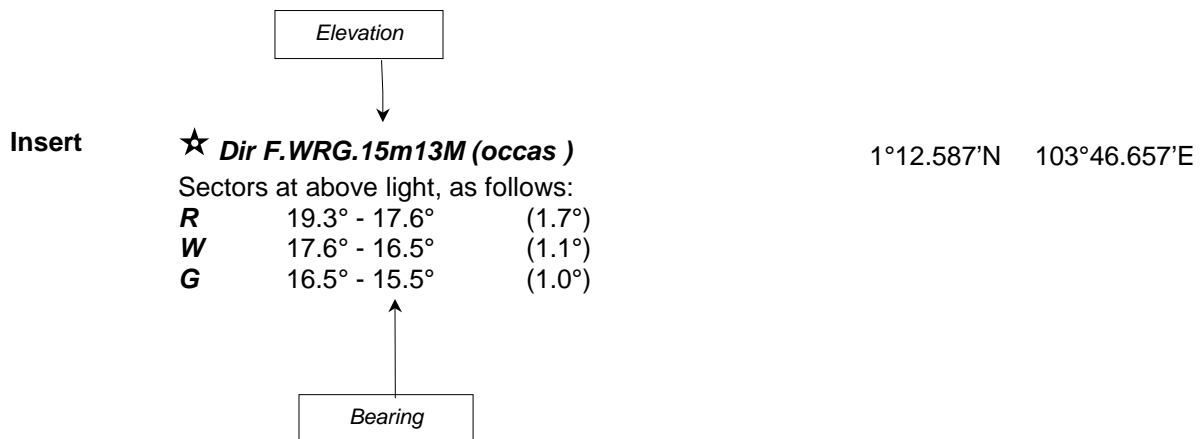 Elevation
Insert ☆ Dir F.WRG.15m13M (occas ) 1°12.587’N 103°46.657’E
Sectors at above light, as follows:
R 19.3° - 17.6° (1.7°)
W 17.6° - 16.5° (1.1°)
G 16.5° - 15.5° (1.0°)
Bearing